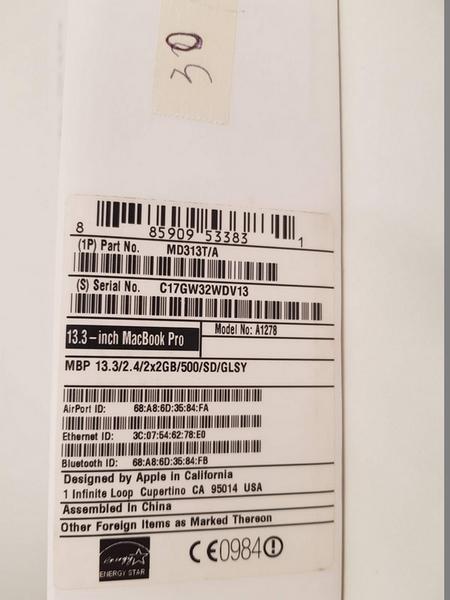 30
8 85909 53383 1
(1P) Part No. MD313T/A
(S) Serial No. C17GW32WDV13
13.3-inch MacBook Pro
Model No: A1278
MBP 13.3/2.4/2x2GB/500/SD/GLSY
AirPort ID: 68:A8:6D:35:84:FA
Ethernet ID: 3C:07:54:62:78:E0
Bluetooth ID: 68:A8:6D:35:84:FB
Designed by Apple in California
1 Infinite Loop Cupertino CA 95014 USA
Assembled In China
Other Foreign Items as Marked Thereon
energy
ENERGY STAR
CE0984!